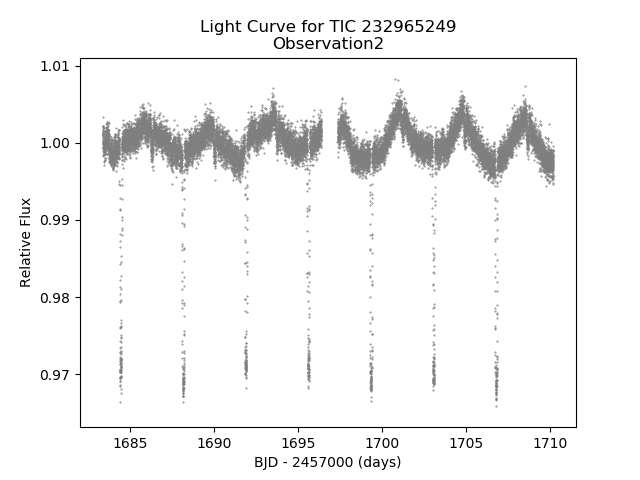 Light Curve for TIC 232965249
Observation2
1.01
1.00
0.99
0.98
0.97
Relative Flux
1685
1690
1695
1700
1705
1710
BJD - 2457000 (days)